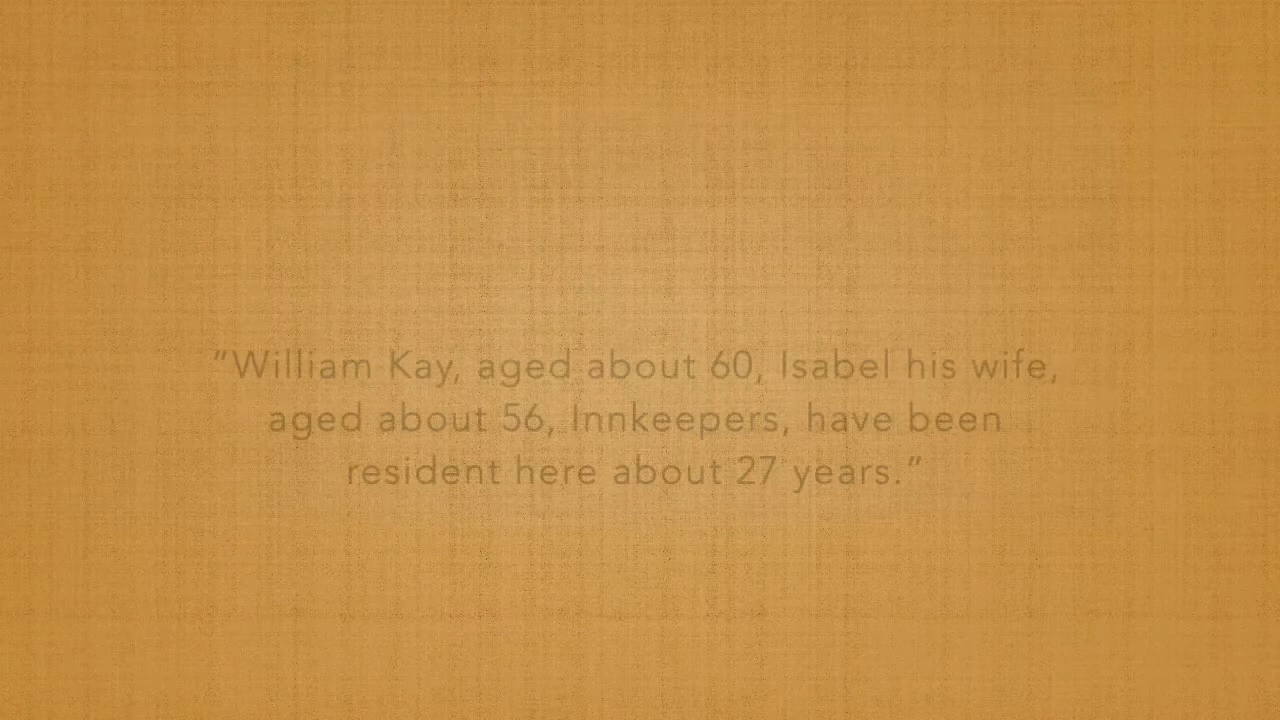 "William Kay, aged about 60, Isabel his wife,
aged about 56, Innkeepers, have been
resident here about 27 years."